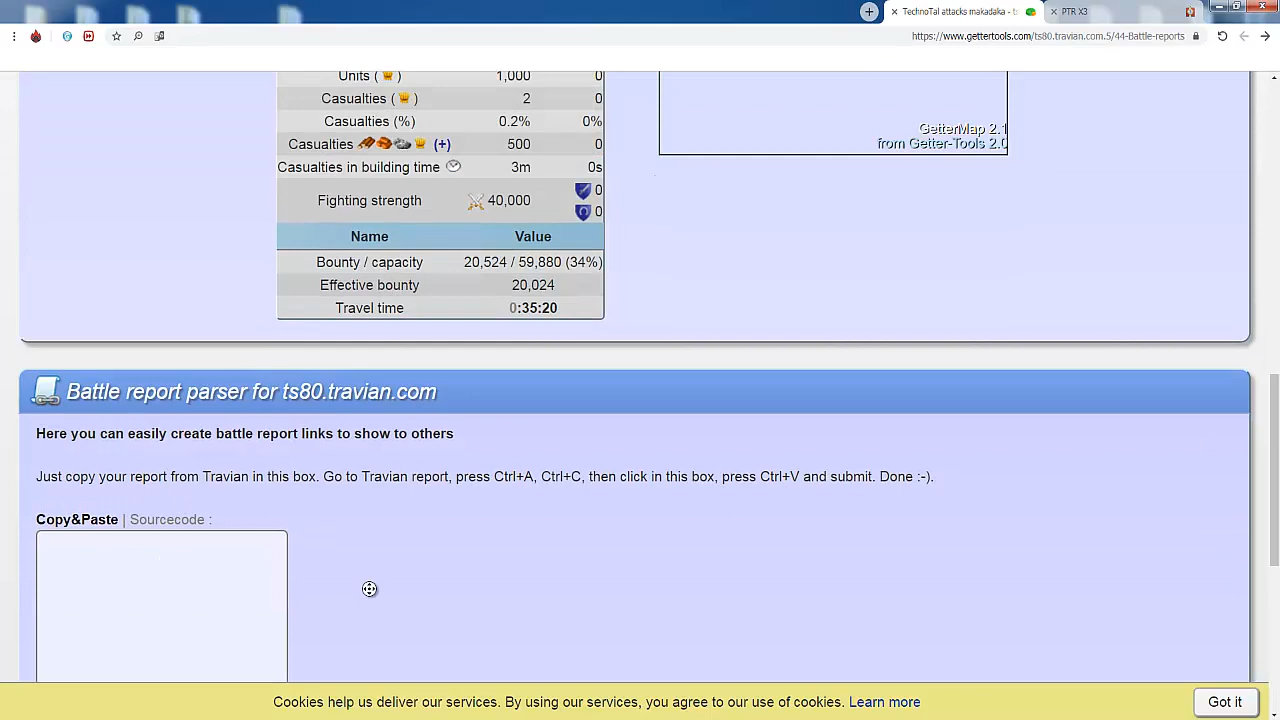 TechnoTal attacks makadaka - ts
PTR X3
https://www.gettertools.com/ts80.travian.com.5/44-Battle-reports
Units ( ) 1,000 0
Casualties ( ) 2 0
Casualties (%) 0.2% 0%
Casualties (+) 500 0
Casualties in building time 3m 0s
Fighting strength 40,000 0
0
Name Value
Bounty / capacity 20,524 / 59,880 (34%)
Effective bounty 20,024
Travel time 0:35:20
GetterMap 2.1
from Getter-Tools 2.0
Battle report parser for ts80.travian.com
Here you can easily create battle report links to show to others
Just copy your report from Travian in this box. Go to Travian report, press Ctrl+A, Ctrl+C, then click in this box, press Ctrl+V and submit. Done :-).
Copy&Paste | Sourcecode :
Cookies help us deliver our services. By using our services, you agree to our use of cookies. Learn more
Got it